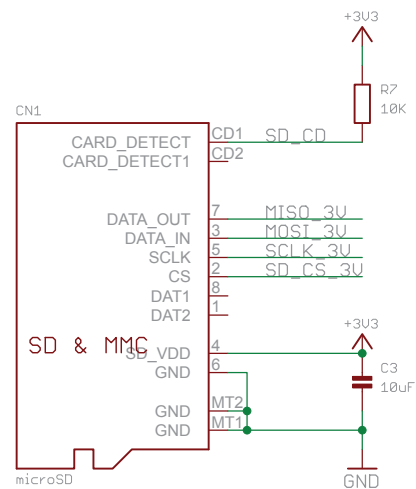 +3V3
R7
10K
CN1
CARD_DETECT CD1 SD_CD
CARD_DETECT1 CD2
DATA_OUT 7 MISO_3V
DATA_IN 3 MOSI_3V
SCLK 5 SCLK_3V
CS 2 SD_CS_3V
DAT1 8
DAT2 1
+3V3
SD & MMC
SD_VDD 4
GND 6
C3
10uF
GND MT2
GND MT1
microSD
GND